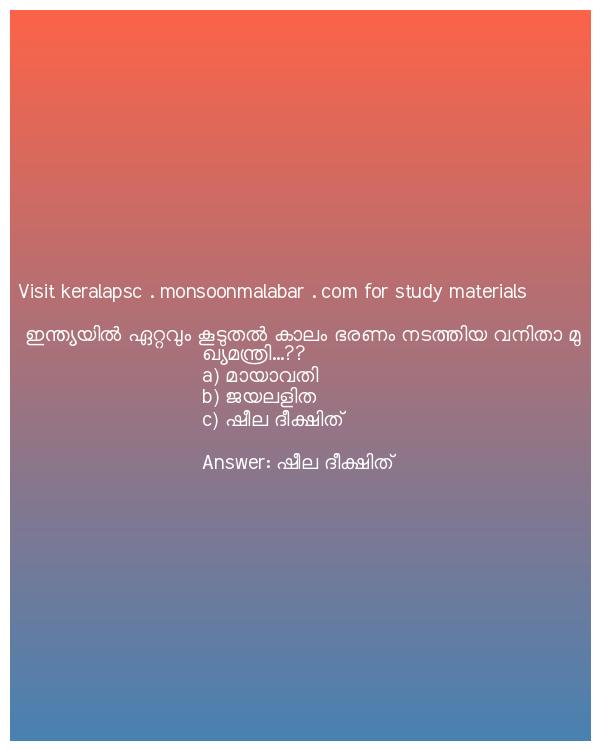 Visit keralapsc . monsoonmalabar . com for study materials
ഇന്ത്യയിൽ ഏറ്റവും കൂടുതൽ കാലം ഭരണം നടത്തിയ വനിതാ മു
ഖ്യമന്ത്രി...??
a) മായാവതി
b) ജയലളിത
c) ഷീല ദീക്ഷിത്
Answer: ഷീല ദീക്ഷിത്